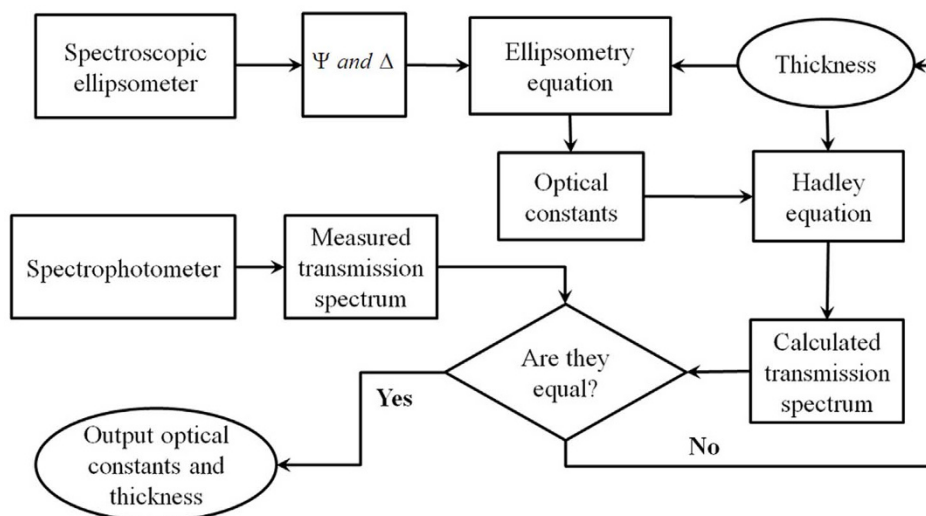 Spectroscopic
ellipsometer
Ψ and Δ
Ellipsometry
equation
Thickness
Optical
constants
Hadley
equation
Spectrophotometer
Measured
transmission
spectrum
Are they
equal?
Calculated
transmission
spectrum
Yes
No
Output optical
constants and
thickness